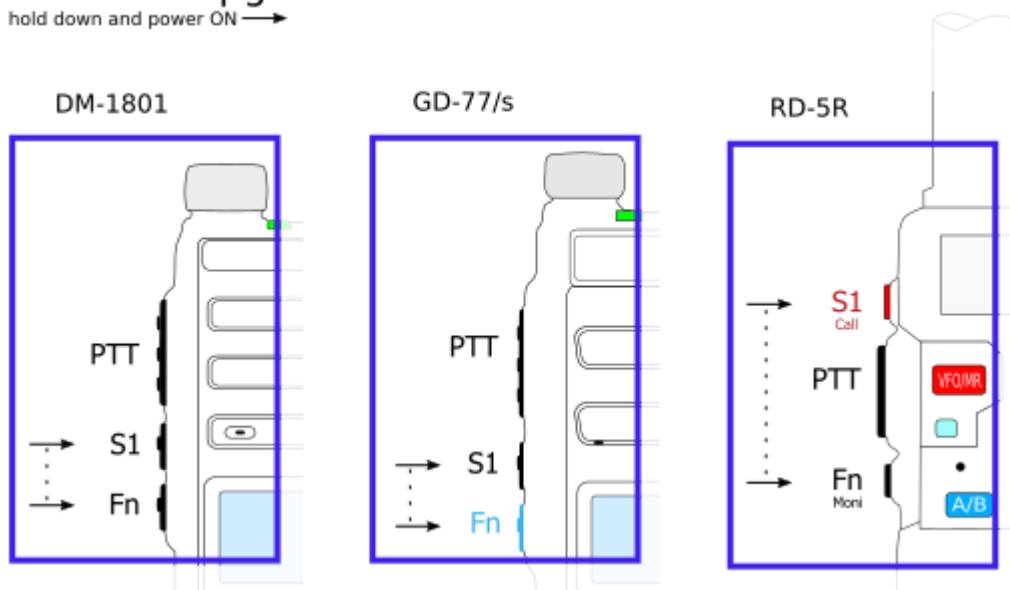 hold down and power ON
DM-1801
GD-77/s
RD-5R
PTT
S1
Fn
PTT
S1
Fn
S1
Call
PTT
Fn
Moni
VFO/MR
A/B